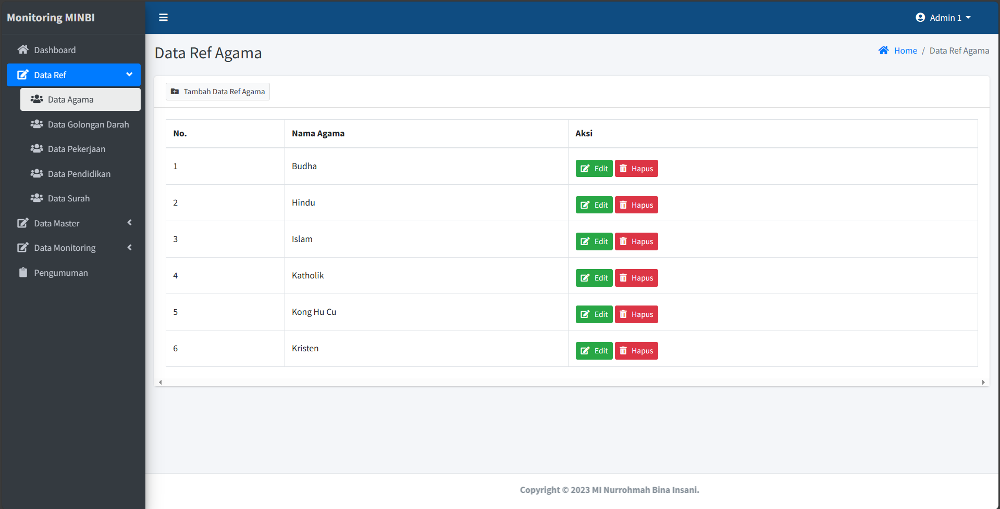 Monitoring MINBI
Admin 1
Dashboard
Data Ref
Data Agama
Data Golongan Darah
Data Pekerjaan
Data Pendidikan
Data Surah
Data Master
Data Monitoring
Pengumuman
Data Ref Agama
Home / Data Ref Agama
Tambah Data Ref Agama
No. Nama Agama Aksi
1 Budha Edit Hapus
2 Hindu Edit Hapus
3 Islam Edit Hapus
4 Katholik Edit Hapus
5 Kong Hu Cu Edit Hapus
6 Kristen Edit Hapus
Copyright © 2023 MI Nurrohmah Bina Insani.